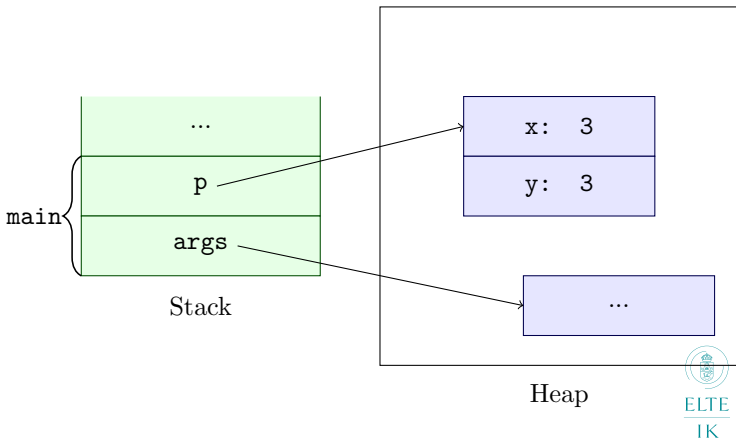 ...
p
main
args
Stack
x: 3
y: 3
...
Heap
ELTE
IK